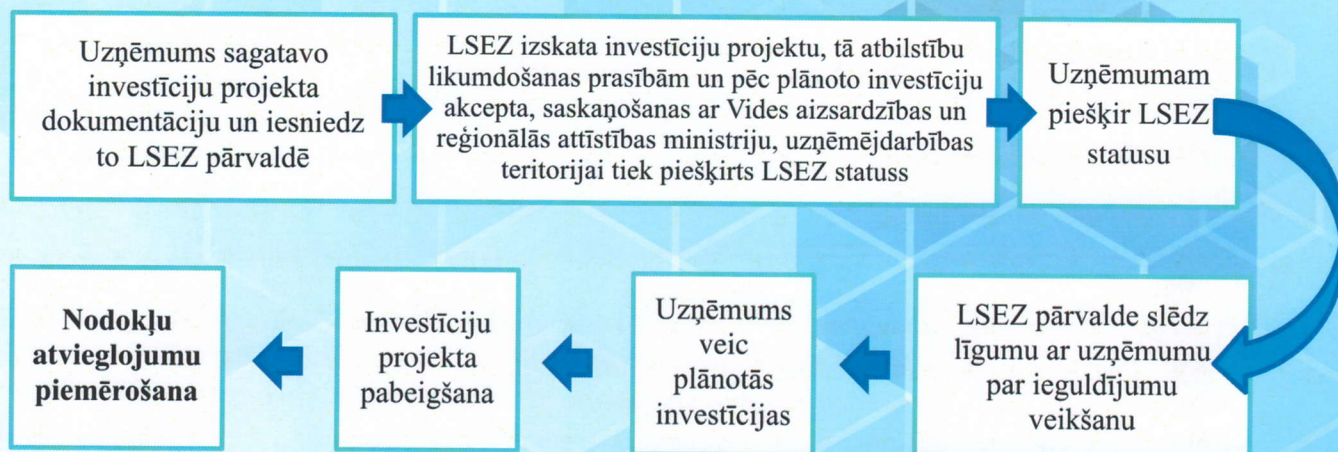 Uzņēmums sagatavo
investīciju projekta
dokumentāciju un iesniedz
to LSEZ pārvaldē
LSEZ izskata investīciju projektu, tā atbilstību
likumdošanas prasībām un pēc plānoto investīciju
akcepta, saskaņošanas ar Vides aizsardzības un
reģionālās attīstības ministriju, uzņēmējdarbības
teritorijai tiek piešķirts LSEZ statuss
Uzņēmumam
piešķir LSEZ
statusu
LSEZ pārvalde slēdz
līgumu ar uzņēmumu
par ieguldījumu
veikšanu
Uzņēmums
veic
plānotās
investīcijas
Investīciju
projekta
pabeigšana
Nodokļu
atvieglojumu
piemērošana